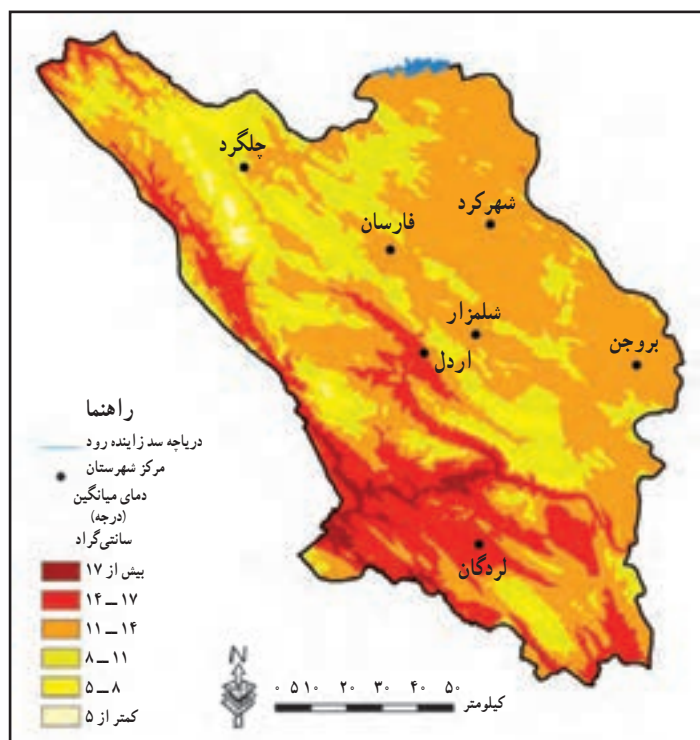 چلگرد
شهرکرد
فارسان
شلمزار
بروجن
اردل
لردگان
راهنما
دریاچه سد زاینده رود
مرکز شهرستان
دمای میانگین
(درجه)
سانتی‌گراد
بیش از ۱۷
۱۴ – ۱۷
۱۱ – ۱۴
۸ – ۱۱
۵ – ۸
کمتر از ۵
N
۰ ۵ ۱۰ ۲۰ ۳۰ ۴۰ ۵۰
کیلومتر